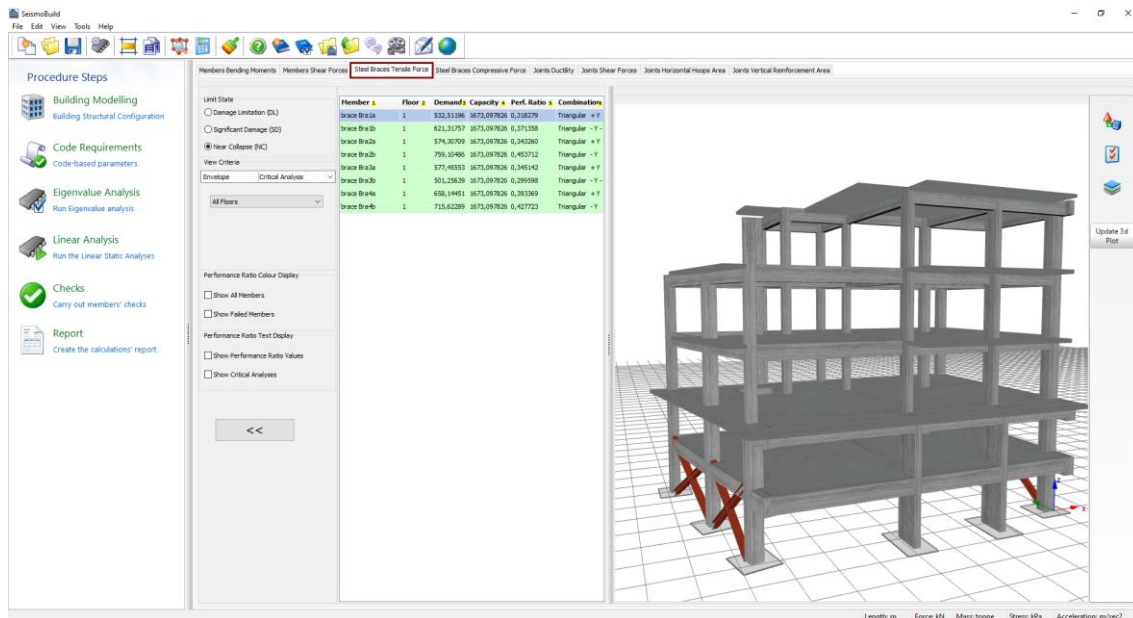 SeismoBuild
File Edit View Tools Help
Procedure Steps
Building Modelling
Building Structural Configuration
Code Requirements
Code-based parameters
Eigenvalue Analysis
Run Eigenvalue analysis
Linear Analysis
Run the Linear Static Analyses
Checks
Carry out members' checks
Report
Create the calculations' report
Members Bending Moments Members Shear Forces Steel Braces Tensile Force Steel Braces Compressive Force Joints Ductility Joints Shear Forces Joints Horizontal Hoops Area Joints Vertical Reinforcement Area
Limit State
Damage Limitation (DL)
Significant Damage (SD)
Near Collapse (NC)
View Criteria
Envelope Critical Analysis
All Floors
Performance Ratio Colour Display
Show All Members
Show Failed Members
Performance Ratio Text Display
Show Performance Ratio Values
Show Critical Analyses
<<
Member 1 Floor 2 Demand 3 Capacity 4 Perf. Ratio 5 Combination 6
brace Bra1a 1 532,51196 1673,097826 0,318279 Triangular + Y
brace Bra1b 1 621,31757 1673,097826 0,371358 Triangular - Y -
brace Bra2a 1 574,30709 1673,097826 0,343260 Triangular + Y
brace Bra2b 1 759,10486 1673,097826 0,453712 Triangular - Y
brace Bra3a 1 577,45553 1673,097826 0,345142 Triangular + Y
brace Bra3b 1 501,25639 1673,097826 0,299598 Triangular - Y -
brace Bra4a 1 658,14451 1673,097826 0,393369 Triangular + Y
brace Bra4b 1 715,62289 1673,097826 0,427723 Triangular - Y
Update 3d
Plot
z
x
Length: m Force: kN Mass: tonne Stress: kPa Acceleration: m/sec2